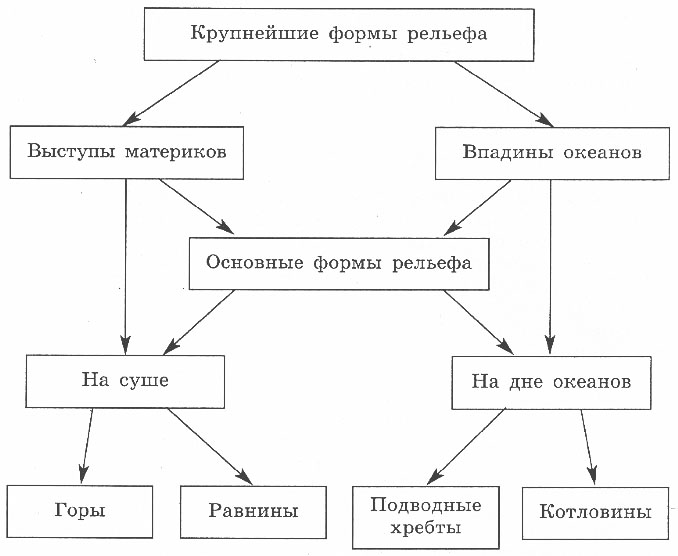 Крупнейшие формы рельефа
Выступы материков
Впадины океанов
Основные формы рельефа
На суше
На дне океанов
Горы
Равнины
Подводные
хребты
Котловины